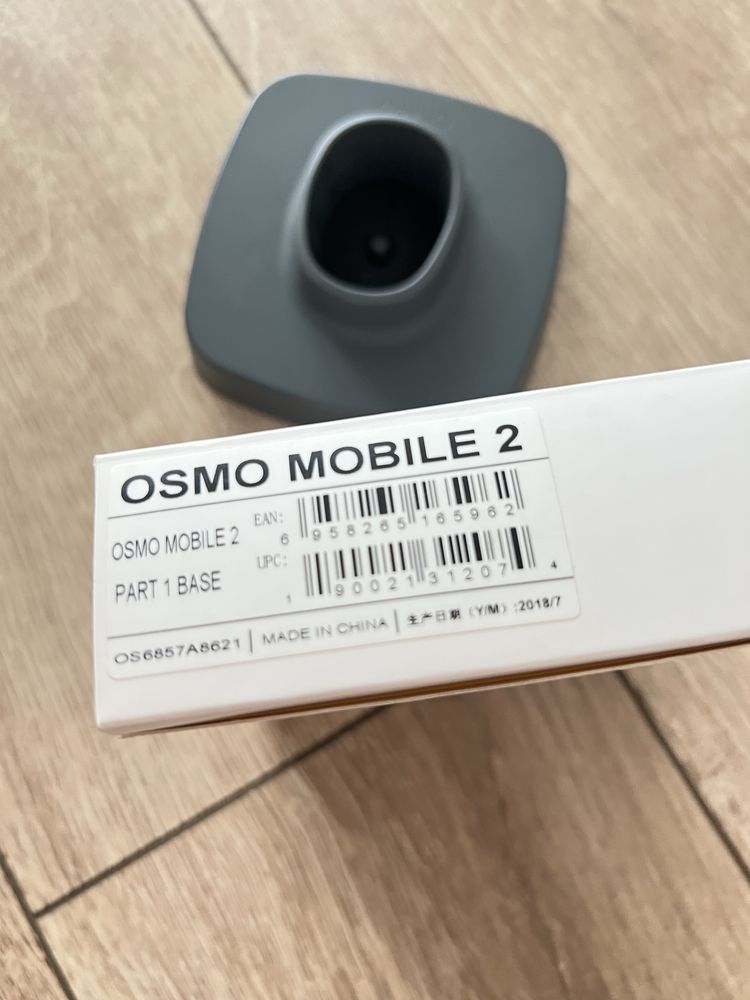 OSMO MOBILE 2
OSMO MOBILE 2
PART 1 BASE
EAN:
6 958265 165962
UPC:
1 90021 31207 4
OS6857A8621 | MADE IN CHINA | 生产日期 (Y/M) :2018/7